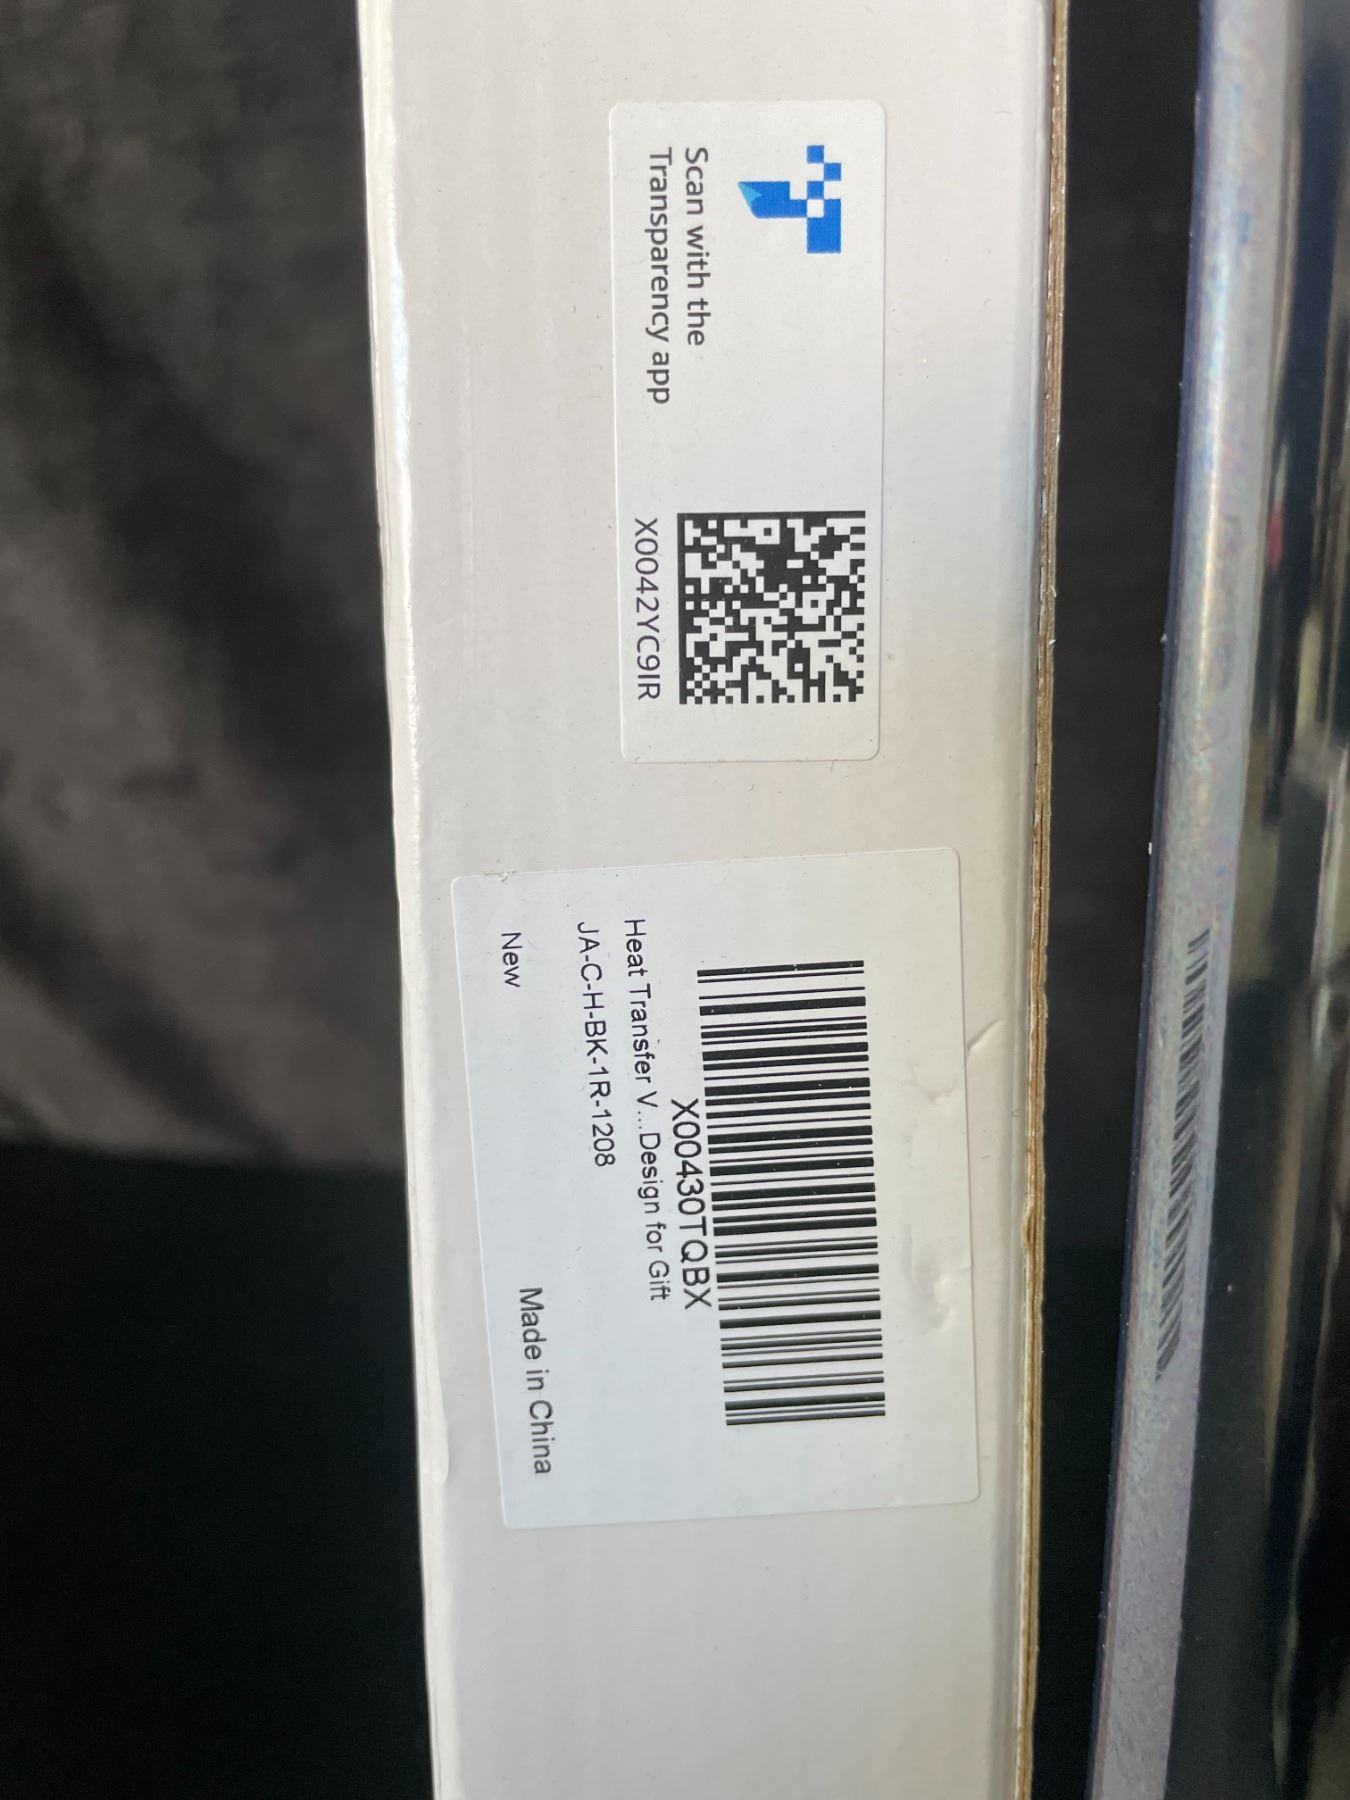 Scan with the
Transparency app
X0042YC9IR
X00430TQBX
Heat Transfer V...Design for Gift
JA-C-H-BK-1R-1208
New
Made in China